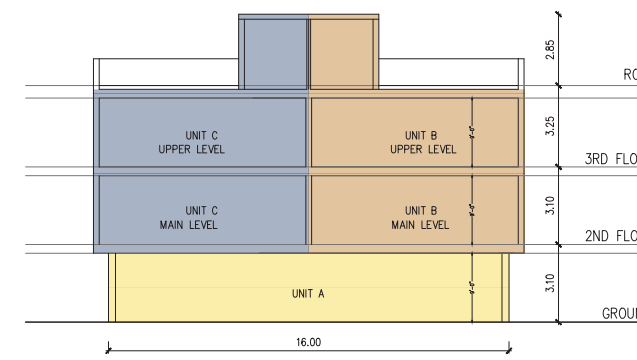 2.85
RO
UNIT C
UPPER LEVEL
UNIT B
UPPER LEVEL
3.25
3RD FLO
UNIT C
MAIN LEVEL
UNIT B
MAIN LEVEL
3.10
2ND FLO
UNIT A
3.10
GROUN
16.00